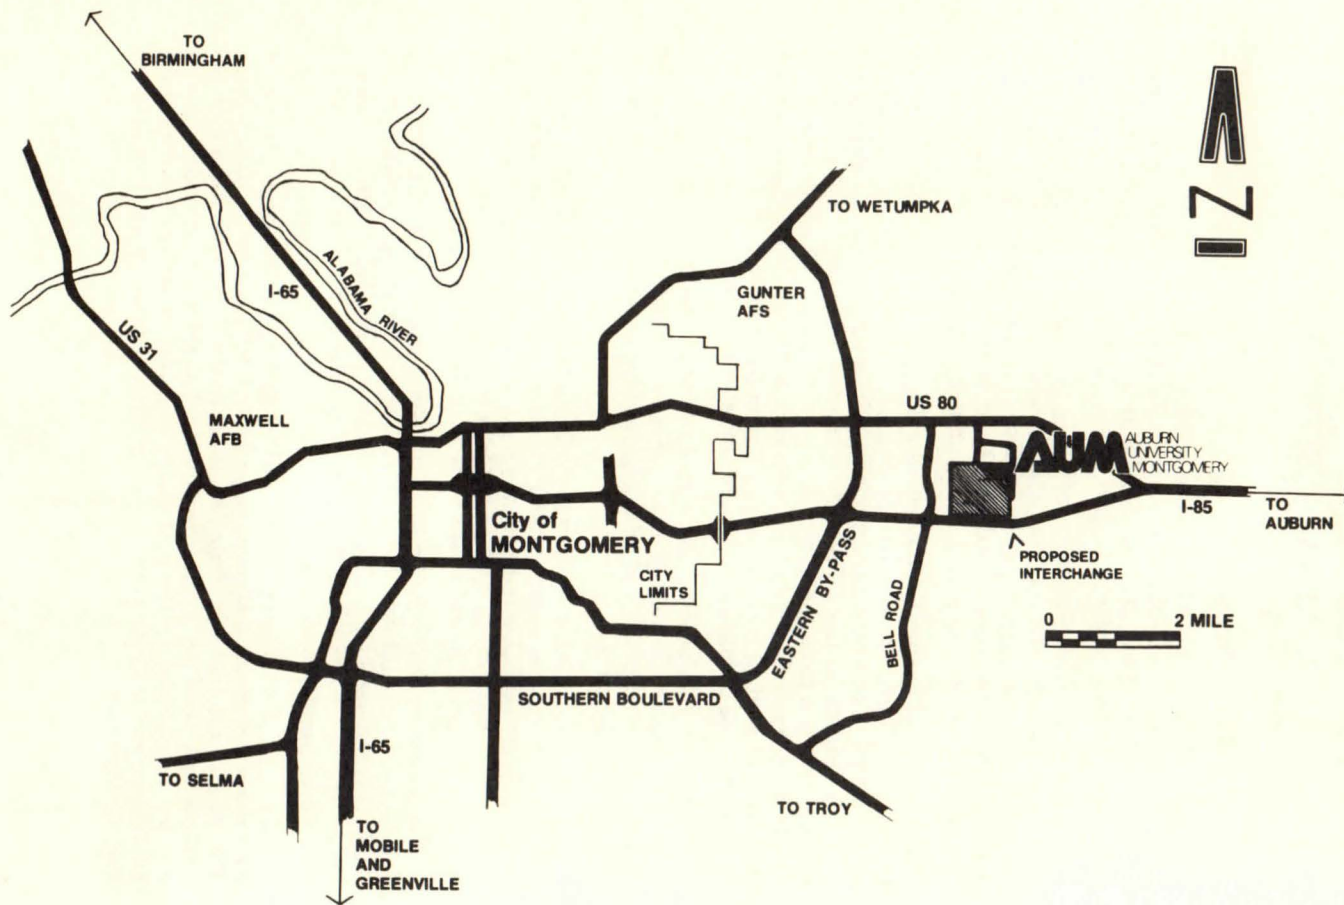 TO
BIRMINGHAM
N
TO WETUMPKA
ALABAMA RIVER
I-65
GUNTER
AFS
US 31
MAXWELL
AFB
US 80
AUM
AUBURN
UNIVERSITY
MONTGOMERY
I-85
TO
AUBURN
City of
MONTGOMERY
PROPOSED
INTERCHANGE
CITY
LIMITS
EASTERN BY-PASS
BELL ROAD
0 2 MILE
SOUTHERN BOULEVARD
I-65
TO SELMA
TO TROY
TO
MOBILE
AND
GREENVILLE